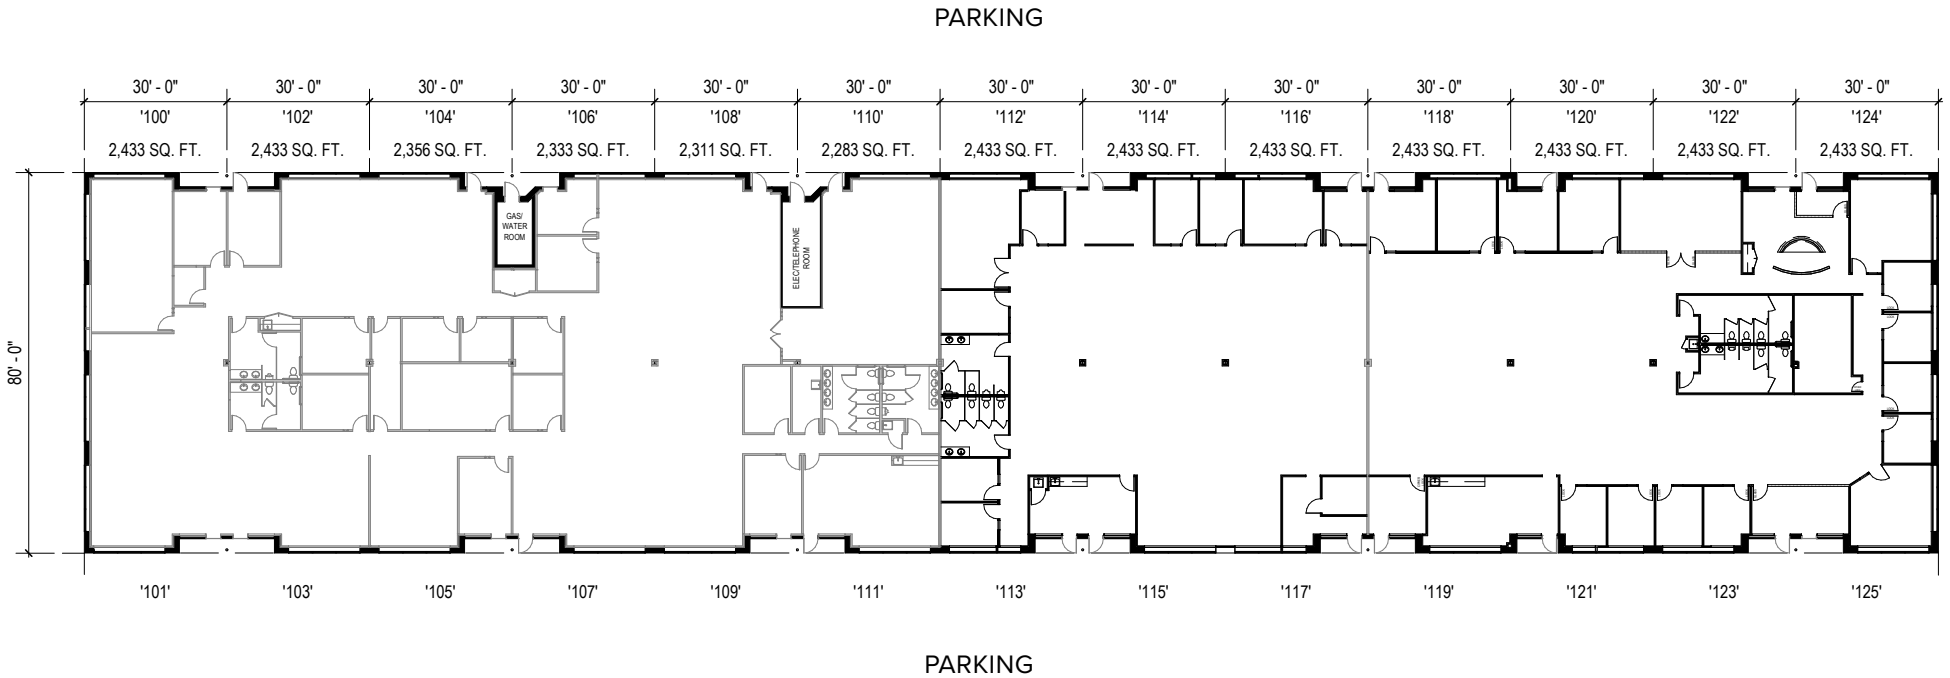 PARKING
30' - 0" 30' - 0" 30' - 0" 30' - 0" 30' - 0" 30' - 0" 30' - 0" 30' - 0" 30' - 0" 30' - 0" 30' - 0" 30' - 0" 30' - 0"
'100' '102' '104' '106' '108' '110' '112' '114' '116' '118' '120' '122' '124'
2,433 SQ. FT. 2,433 SQ. FT. 2,356 SQ. FT. 2,333 SQ. FT. 2,311 SQ. FT. 2,283 SQ. FT. 2,433 SQ. FT. 2,433 SQ. FT. 2,433 SQ. FT. 2,433 SQ. FT. 2,433 SQ. FT. 2,433 SQ. FT. 2,433 SQ. FT.
GAS/
WATER
ROOM
ELEC/TELEPHONE
ROOM
80' - 0"
'101' '103' '105' '107' '109' '111' '113' '115' '117' '119' '121' '123' '125'
PARKING